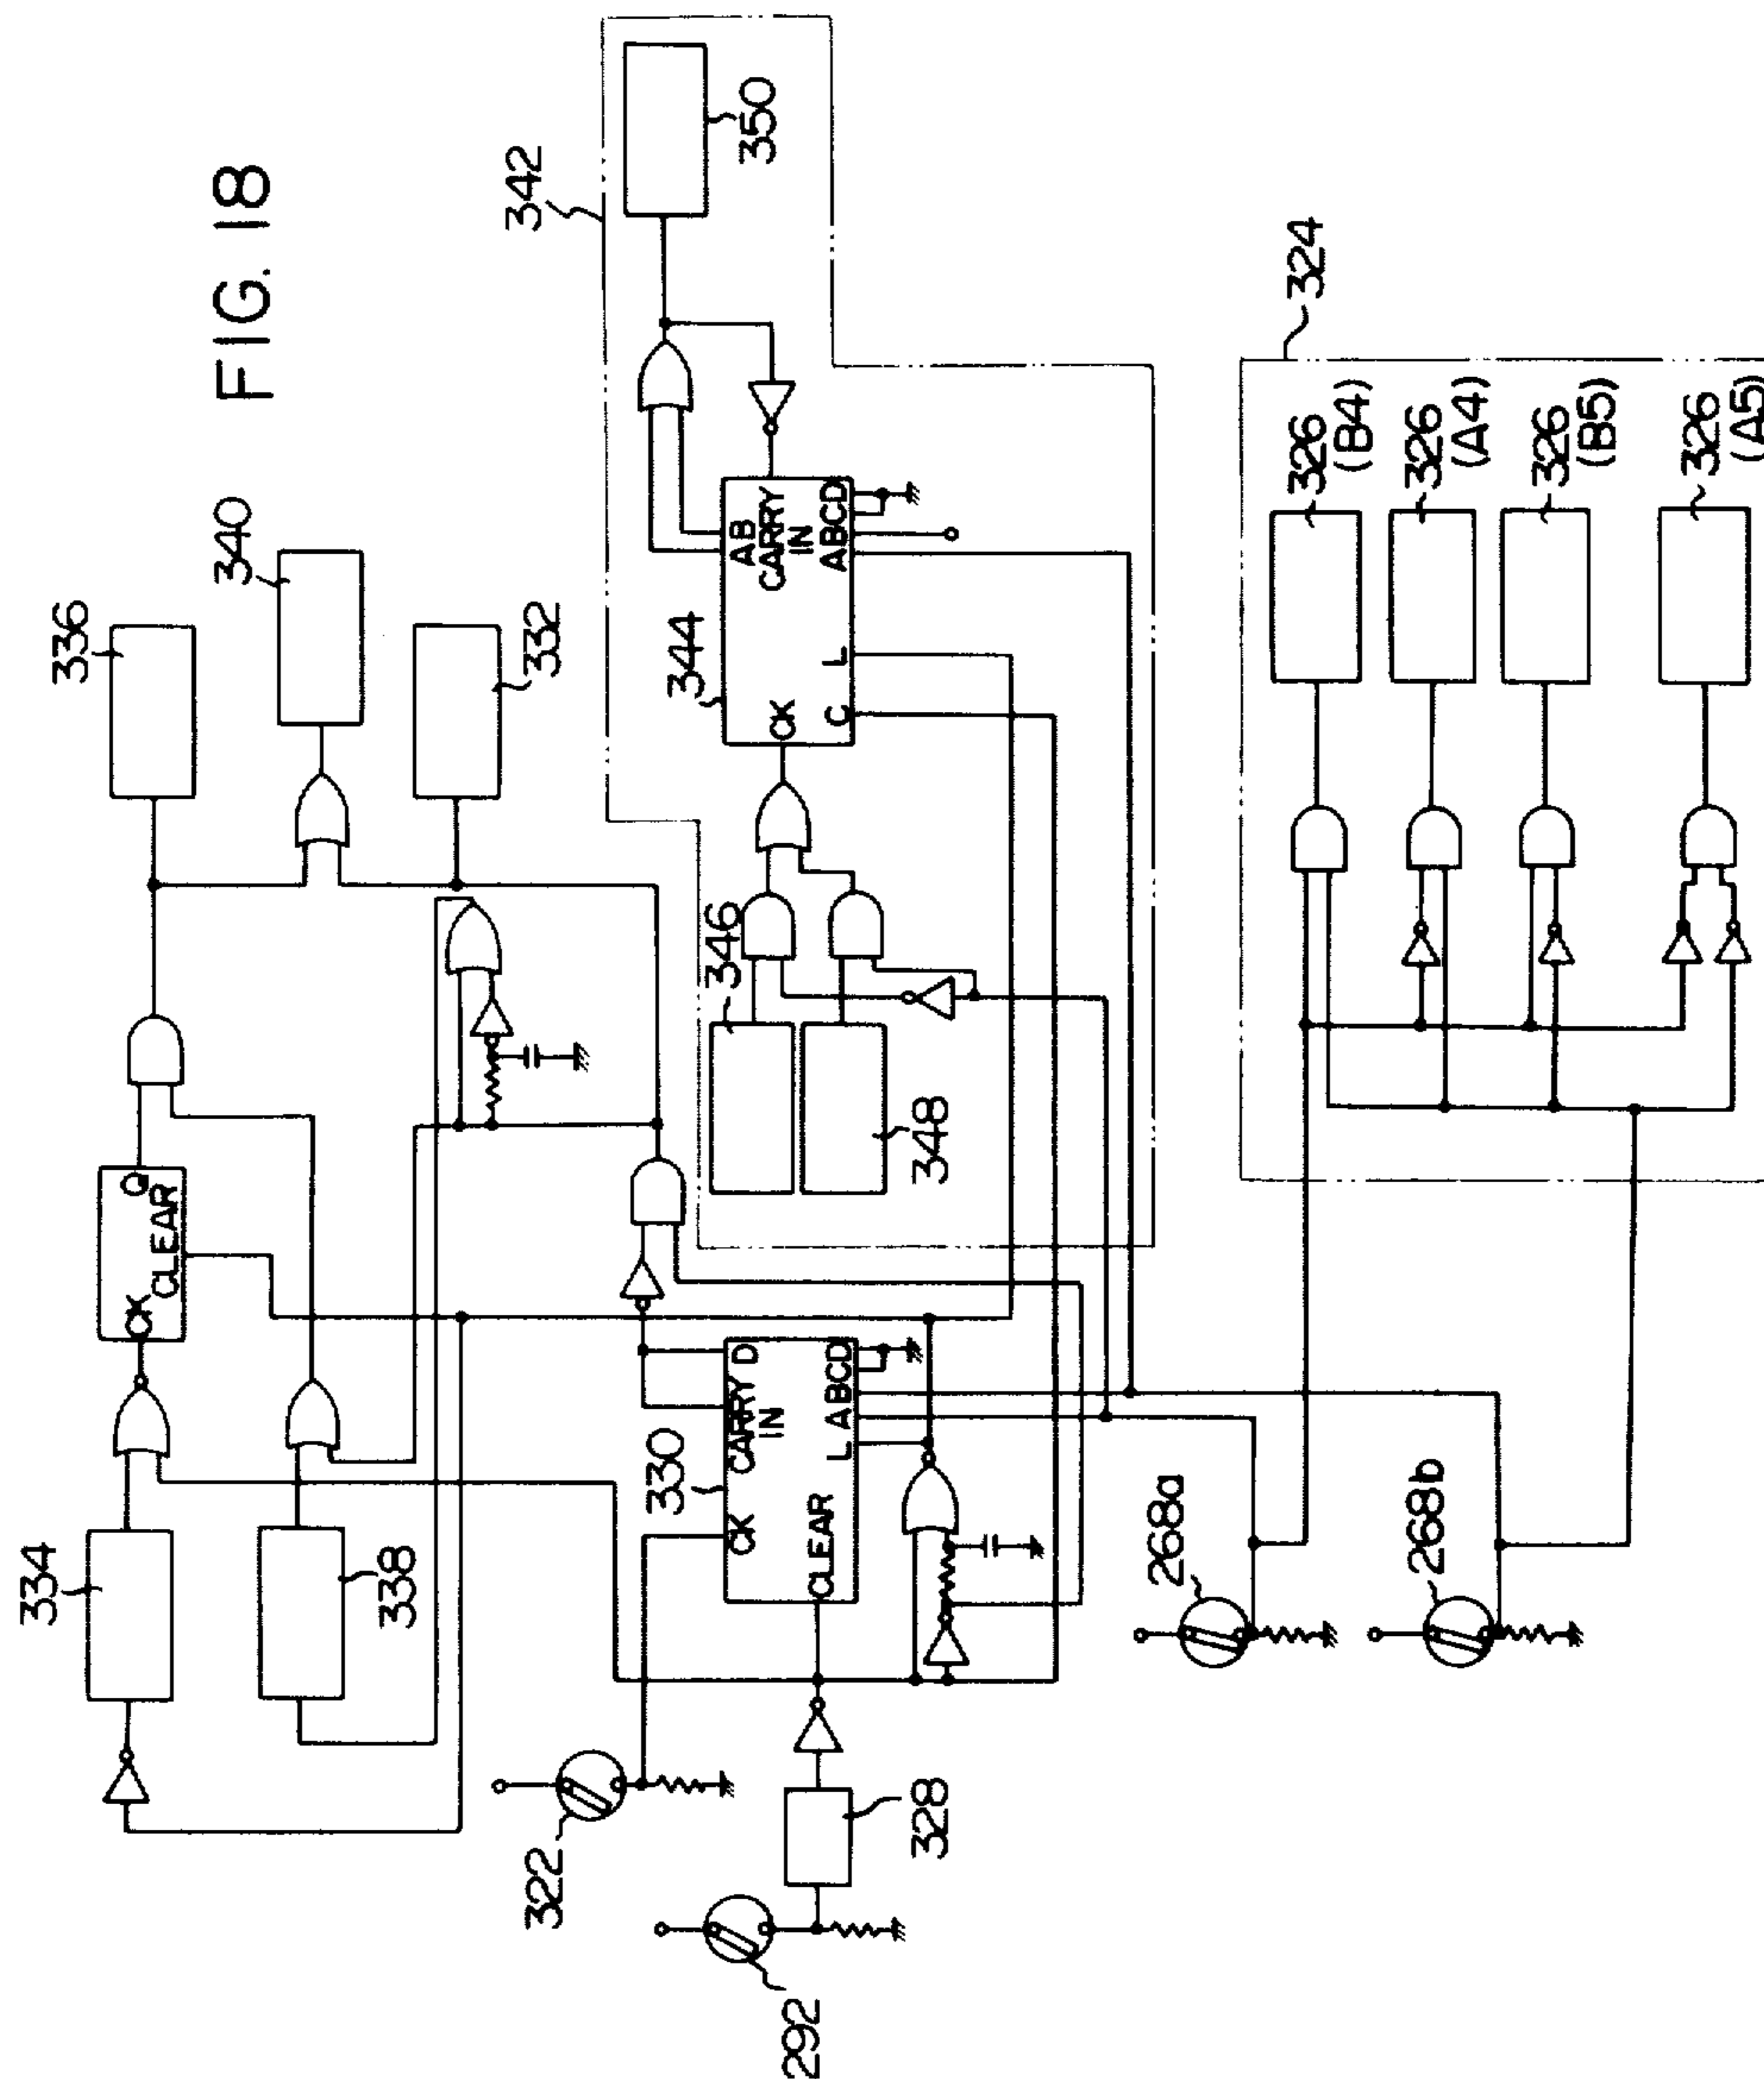 FIG. 18
336
340
332
334
338
Q
CK
CLEAR
342
350
344
AB
CARRY
IN
CK
C
L
ABCD
346
348
330
CK
CARRY
IN
D
CLEAR
L
A
BCD
322
292
328
268a
268b
324
326
(B4)
326
(A4)
326
(B5)
326
(A5)